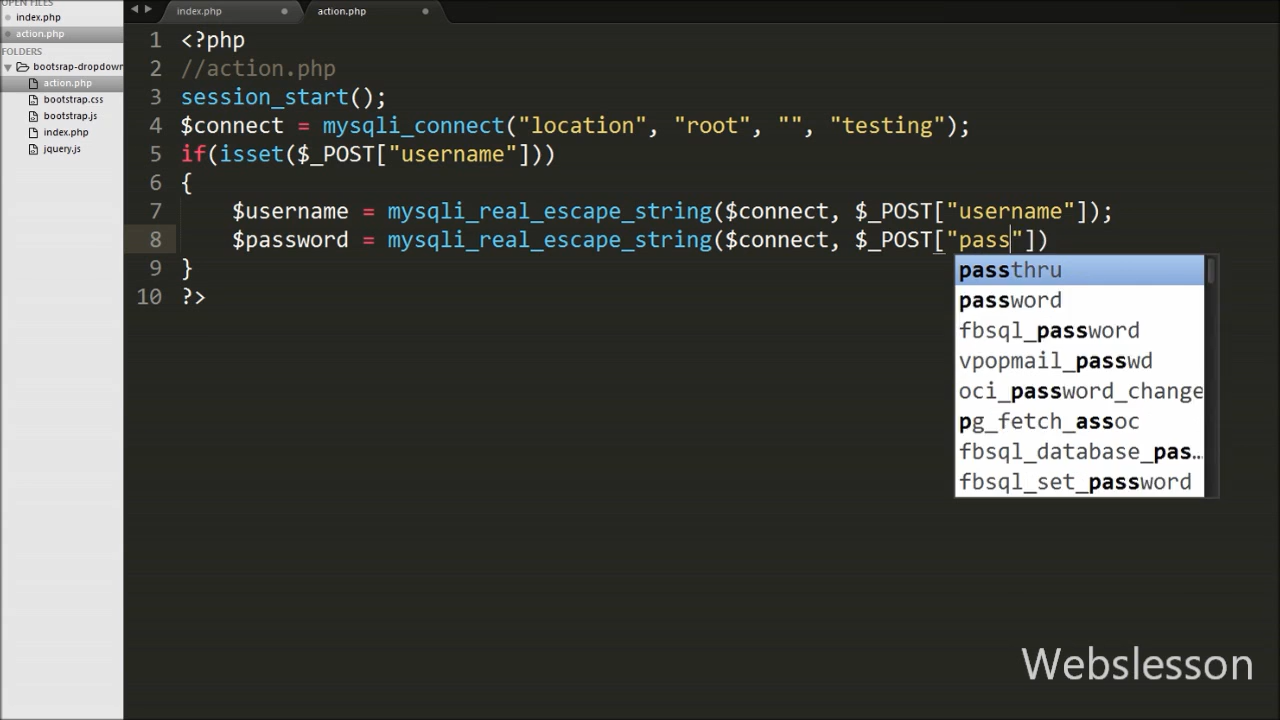 OPEN FILES
index.php
action.php
FOLDERS
bootsrap-dropdown
action.php
bootstrap.css
bootstrap.js
index.php
jquery.js
index.php
action.php
1 <?php
2 //action.php
3 session_start();
4 $connect = mysqli_connect("location", "root", "", "testing");
5 if(isset($_POST["username"]))
6 {
7 $username = mysqli_real_escape_string($connect, $_POST["username"]);
8 $password = mysqli_real_escape_string($connect, $_POST["pass"])
9 }
10 ?>
passthru
password
fbsql_password
vpopmail_passwd
oci_password_change
pg_fetch_assoc
fbsql_database_pas…
fbsql_set_password
Webslesson